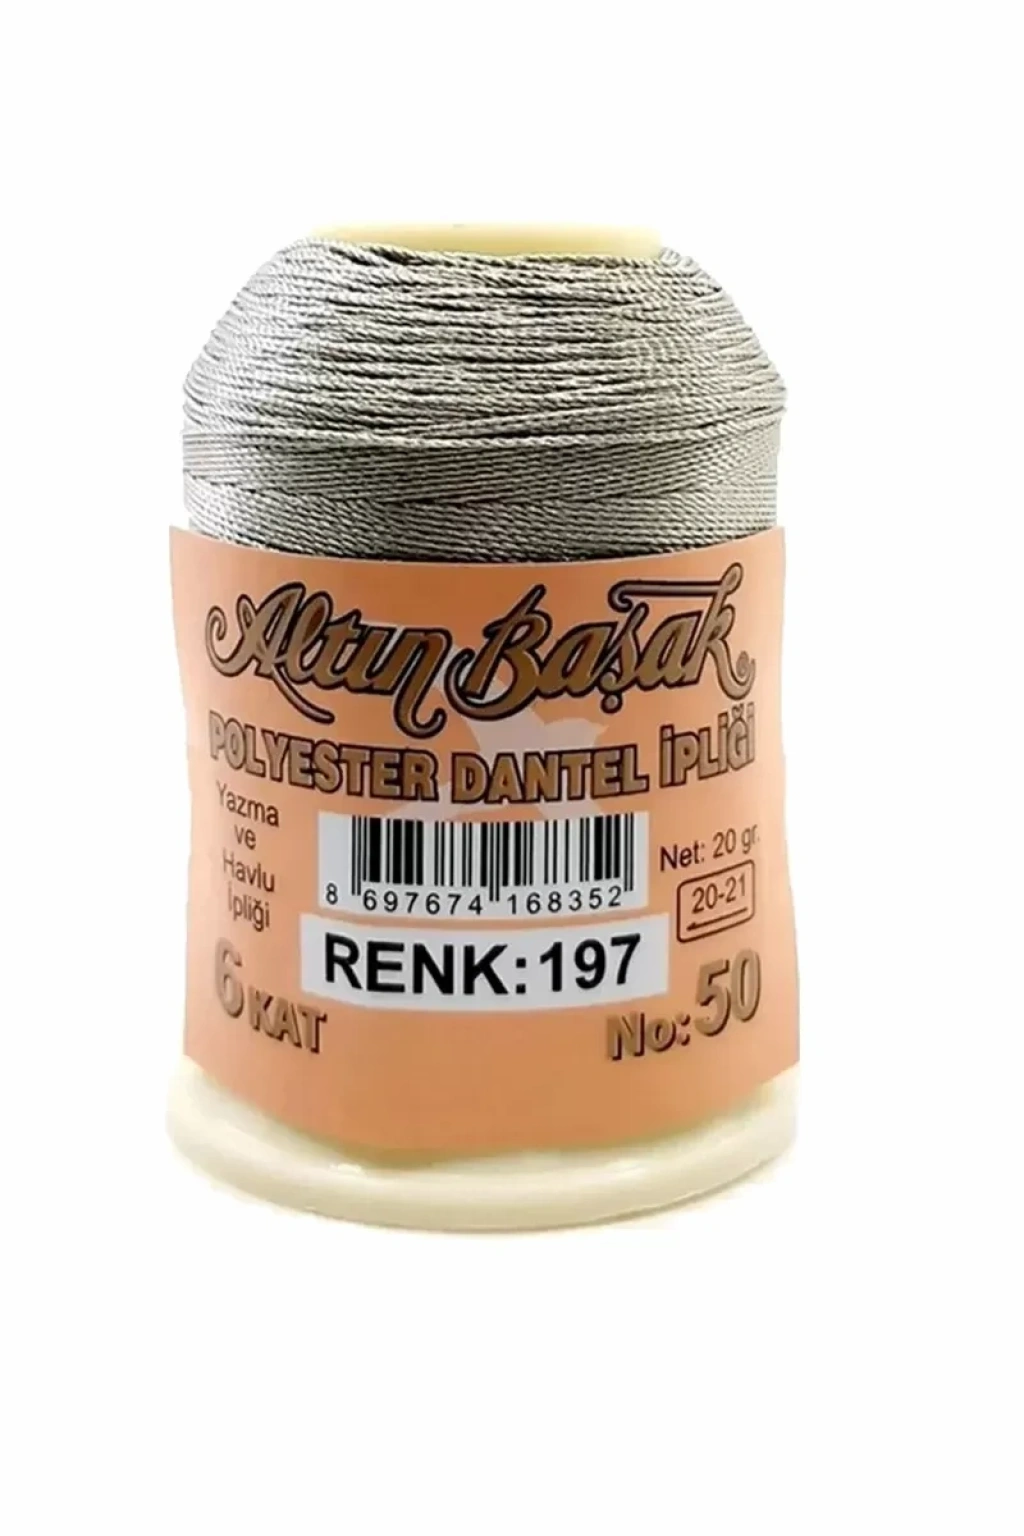 Altın Başak
POLYESTER DANTEL İPLİĞİ
Yazma
ve
Havlu
İpliği
8 697674 168352
Net: 20 gr.
20-21
RENK:197
6 KAT
No:50